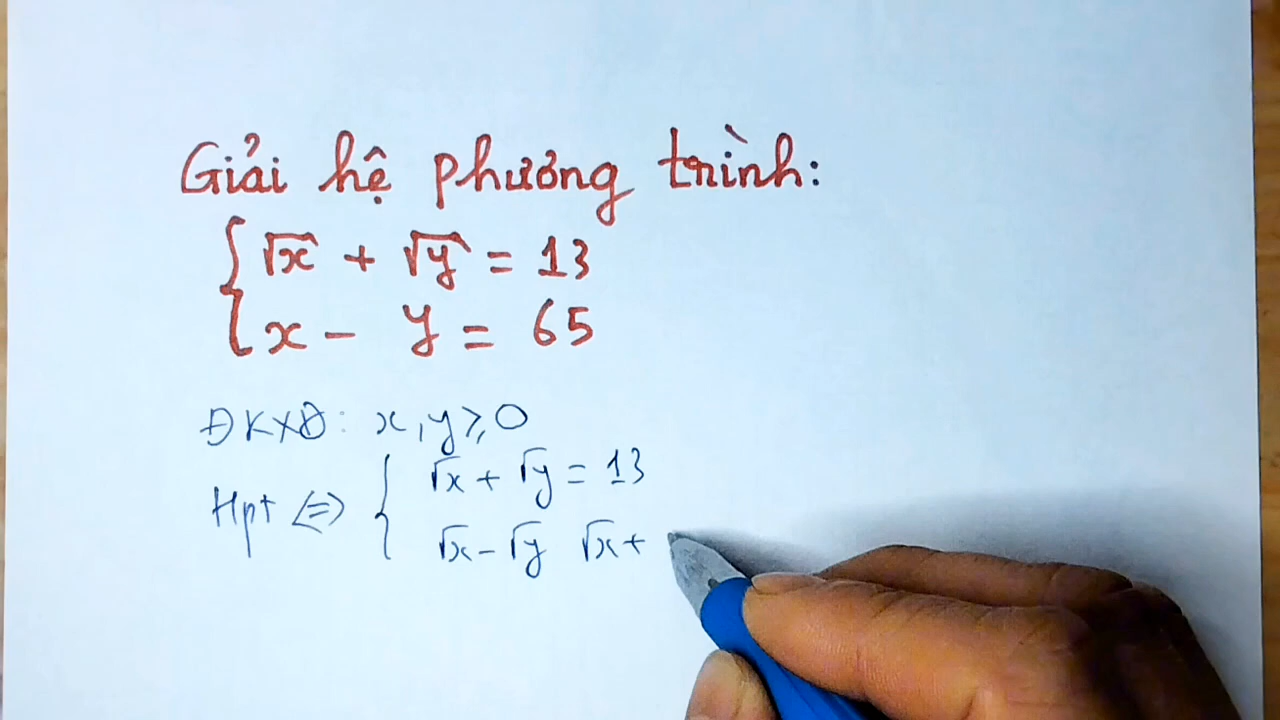 Giải hệ phương trình:
√x + √y = 13
x - y = 65
ĐKXĐ: x, y ≥ 0
Hpt ⇔ { √x + √y = 13
√x - √y √x +